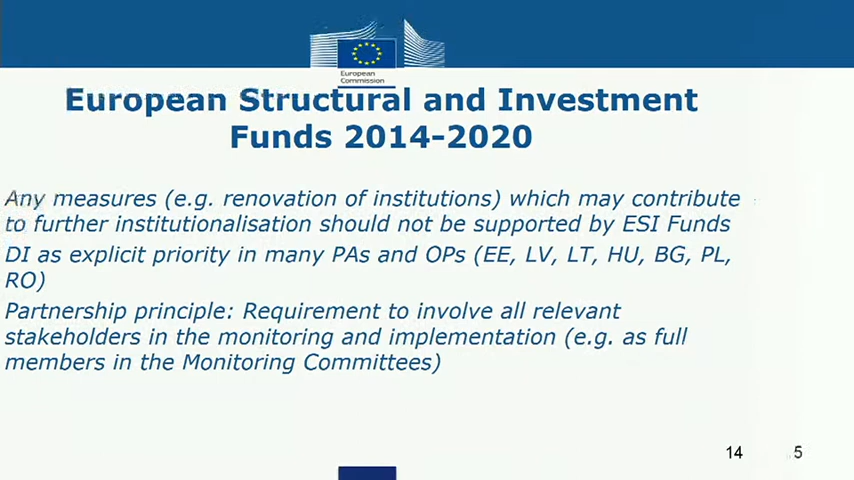 European
Commission
European Structural and Investment
Funds 2014-2020
Any measures (e.g. renovation of institutions) which may contribute
to further institutionalisation should not be supported by ESI Funds
DI as explicit priority in many PAs and OPs (EE, LV, LT, HU, BG, PL,
RO)
Partnership principle: Requirement to involve all relevant
stakeholders in the monitoring and implementation (e.g. as full
members in the Monitoring Committees)
14 5